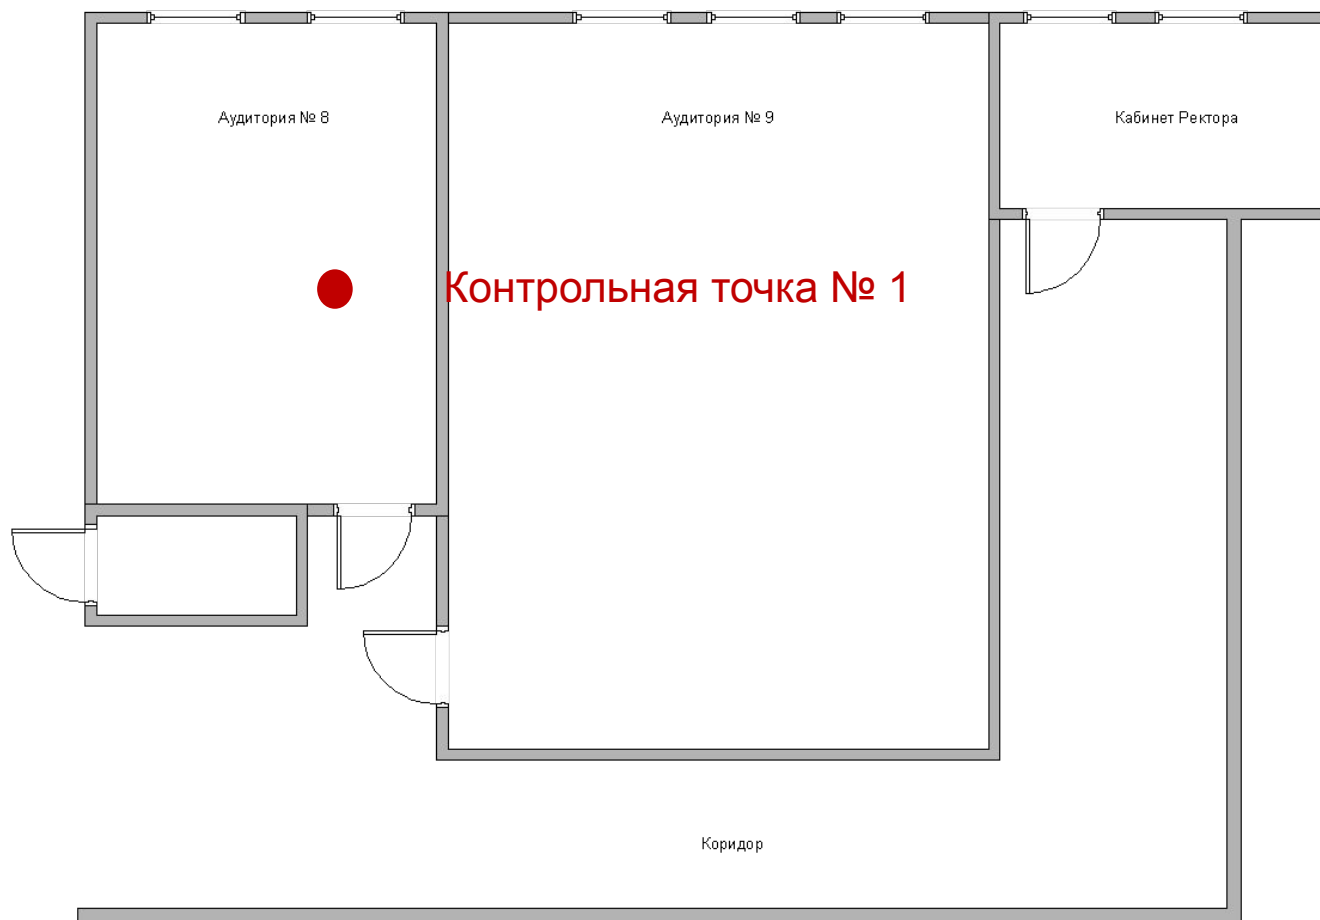 Аудитория № 8
Аудитория № 9
Кабинет Ректора
Контрольная точка № 1
Коридор